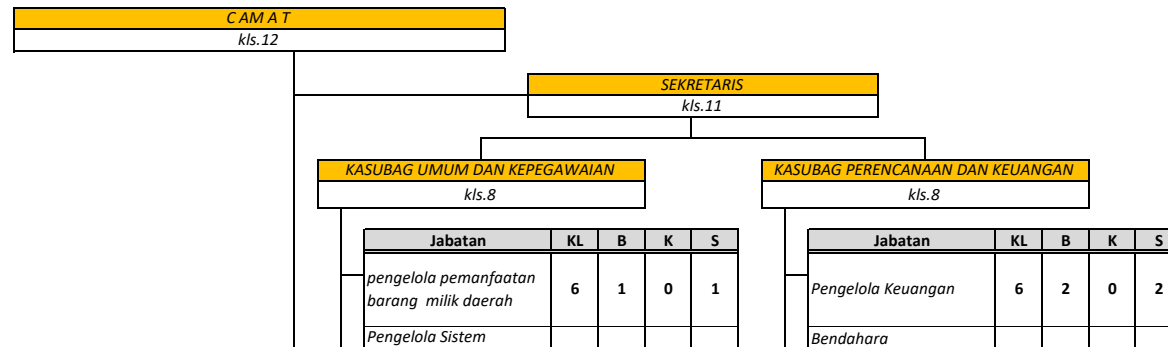 C AM A T
kls.12
SEKRETARIS
kls.11
KASUBAG UMUM DAN KEPEGAWAIAN
kls.8
KASUBAG PERENCANAAN DAN KEUANGAN
kls.8
Jabatan KL B K S
pengelola pemanfaatan
barang milik daerah 6 1 0 1
Pengelola Sistem
Jabatan KL B K S
Pengelola Keuangan 6 2 0 2
Bendahara